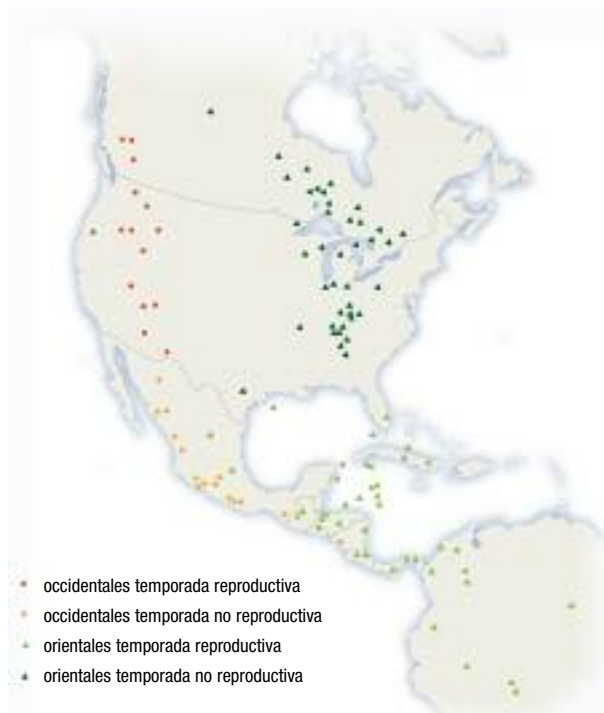 occidentales temporada reproductiva
occidentales temporada no reproductiva
orientales temporada reproductiva
orientales temporada no reproductiva